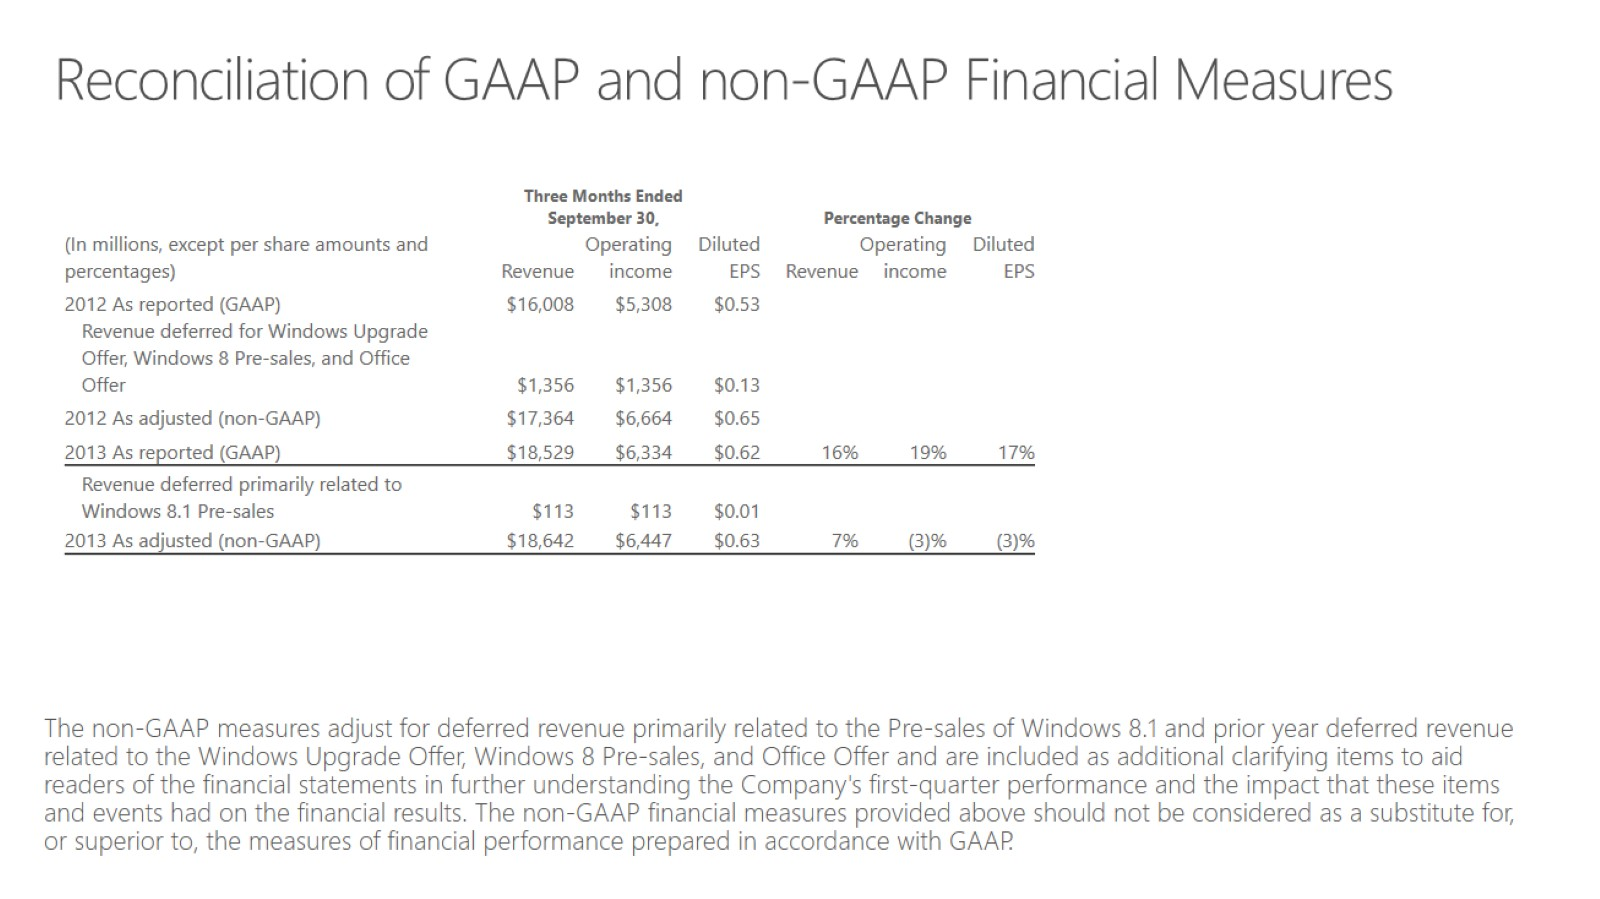 Reconciliation of GAAP and non-GAAP Financial Measures
Three Months Ended
September 30,
Percentage Change
(In millions, except per share amounts and
Operating
Diluted
Operating
Diluted
percentages)
Revenue
income
EPS
Revenue
income
EPS
2012 As reported (GAAP) $16,008 $5,308 $0.53
Revenue deferred for Windows Upgrade
Offer, Windows 8 Pre-sales, and Office
Offer $1,356 $1,356 $0.13
2012 As adjusted (non-GAAP) $17,364 $6,664 $0.65
2013 As reported (GAAP) $18,529 $6,334 $0.62 16% 19% 17%
Revenue deferred primarily related to
Windows 8.1 Pre-sales $113 $113 $0.01
2013 As adjusted (non-GAAP) $18,642 $6,447 $0.63 7% (3)% (3)%
The non-GAAP measures adjust for deferred revenue primarily related to the Pre-sales of Windows 8.1 and prior year deferred revenue
related to the Windows Upgrade Offer, Windows 8 Pre-sales, and Office Offer and are included as additional clarifying items to aid
readers of the financial statements in further understanding the Company's first-quarter performance and the impact that these items
and events had on the financial results. The non-GAAP financial measures provided above should not be considered as a substitute for,
or superior to, the measures of financial performance prepared in accordance with GAAP.